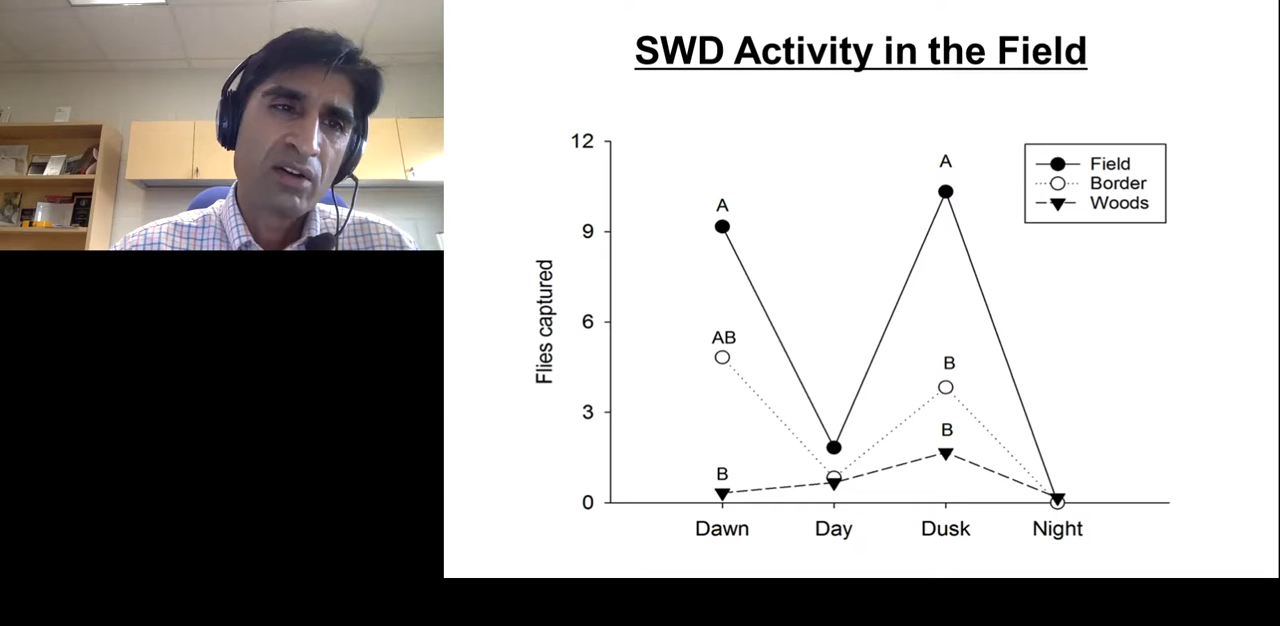 SWD Activity in the Field
12
9
6
3
0
Flies captured
A
AB
B
A
B
B
Field
Border
Woods
Dawn Day Dusk Night